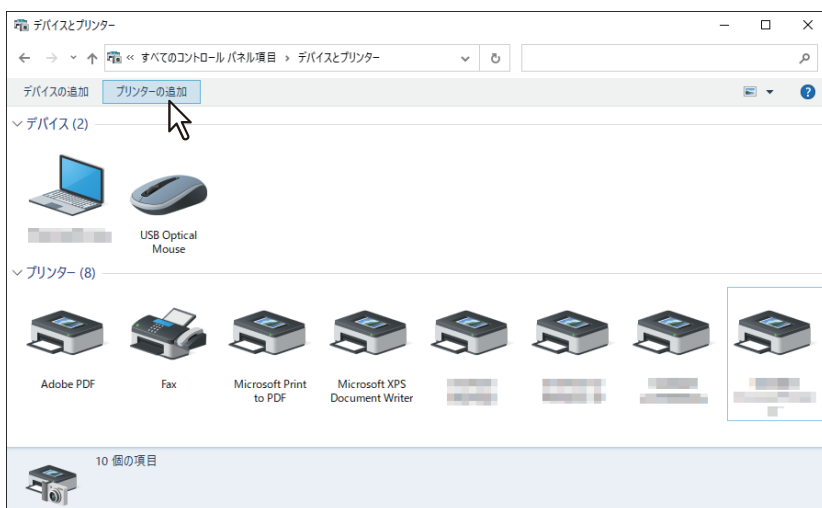 デバイスとプリンター
« すべてのコントロール パネル項目 › デバイスとプリンター
デバイスの追加 プリンターの追加
デバイス (2)
USB Optical
Mouse
プリンター (8)
Adobe PDF
Fax
Microsoft Print
to PDF
Microsoft XPS
Document Writer
10 個の項目